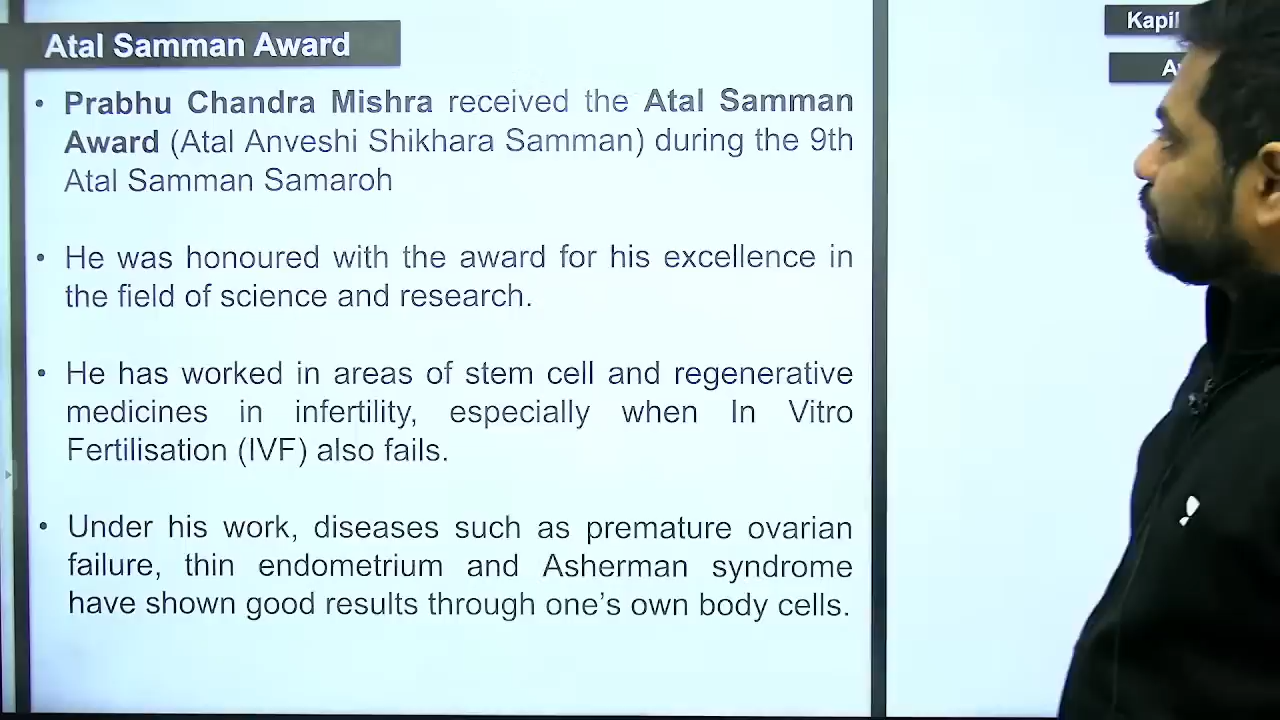 Atal Samman Award
• Prabhu Chandra Mishra received the Atal Samman
Award (Atal Anveshi Shikhara Samman) during the 9th
Atal Samman Samaroh
• He was honoured with the award for his excellence in
the field of science and research.
• He has worked in areas of stem cell and regenerative
medicines in infertility, especially when In Vitro
Fertilisation (IVF) also fails.
• Under his work, diseases such as premature ovarian
failure, thin endometrium and Asherman syndrome
have shown good results through one’s own body cells.
Kapil